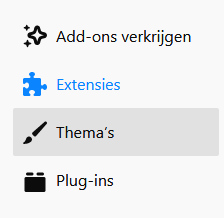 Add-ons verkrijgen
Extensies
Thema’s
Plug-ins